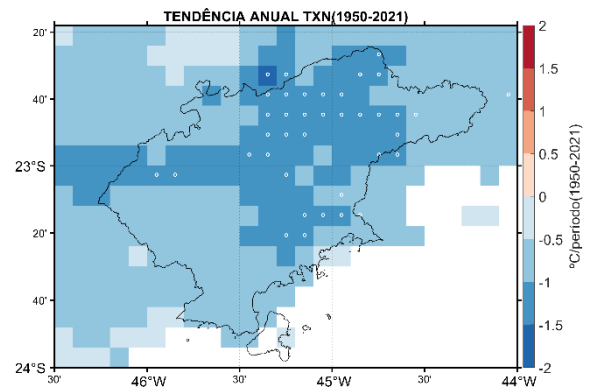 TENDÊNCIA ANUAL TXN(1950-2021)
20'
40'
23°S
20'
40'
24°S
30'
46°W
30'
45°W
30'
44°W
2
1.5
1
0.5
0
-0.5
-1
-1.5
-2
ºC/periodo(1950-2021)